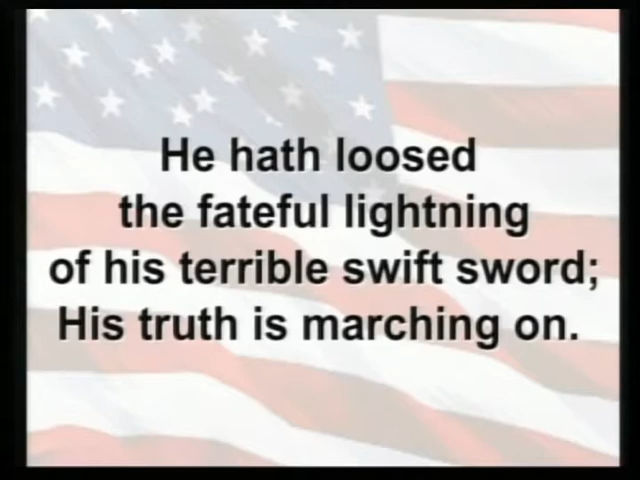 He hath loosed
the fateful lightning
of his terrible swift sword;
His truth is marching on.